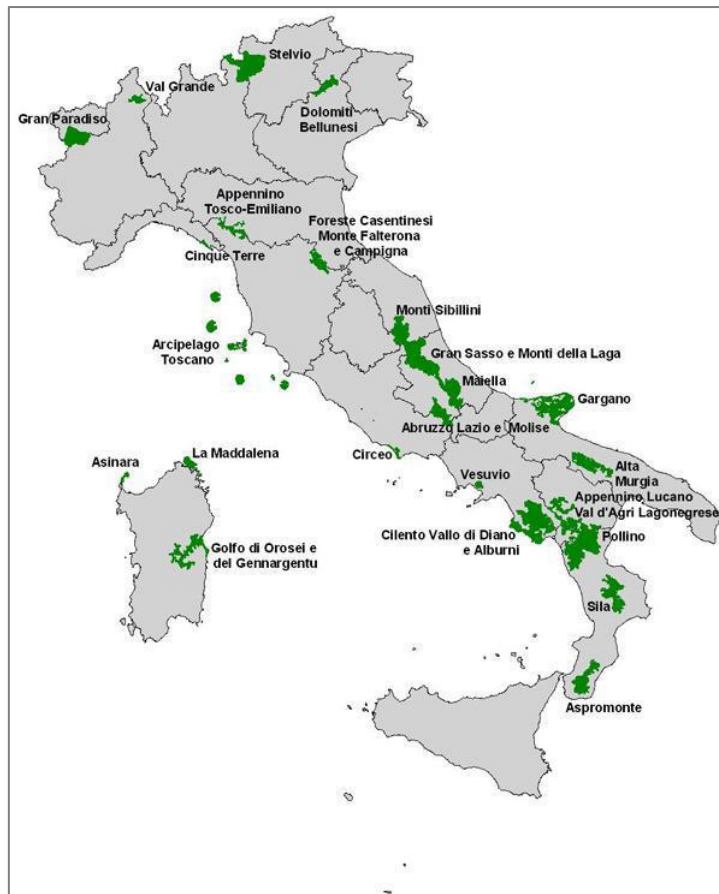 Stelvio
Val Grande
Gran Paradiso
Dolomiti
Bellunesi
Appennino
Tosco-Emiliano
Foreste Casentinesi
Monte Falterona
e Campigna
Cinque Terre
Monti Sibillini
Arcipelago
Toscano
Gran Sasso e Monti della Laga
Maiella
Gargano
Abruzzo Lazio e Molise
Circeo
La Maddalena
Asinara
Vesuvio
Alta
Murgia
Appennino Lucano
Val d'Agri Lagonegrese
Cilento Vallo di Diano
e Alburni
Pollino
Golfo di Orosei e
del Gennargentu
Sila
Aspromonte